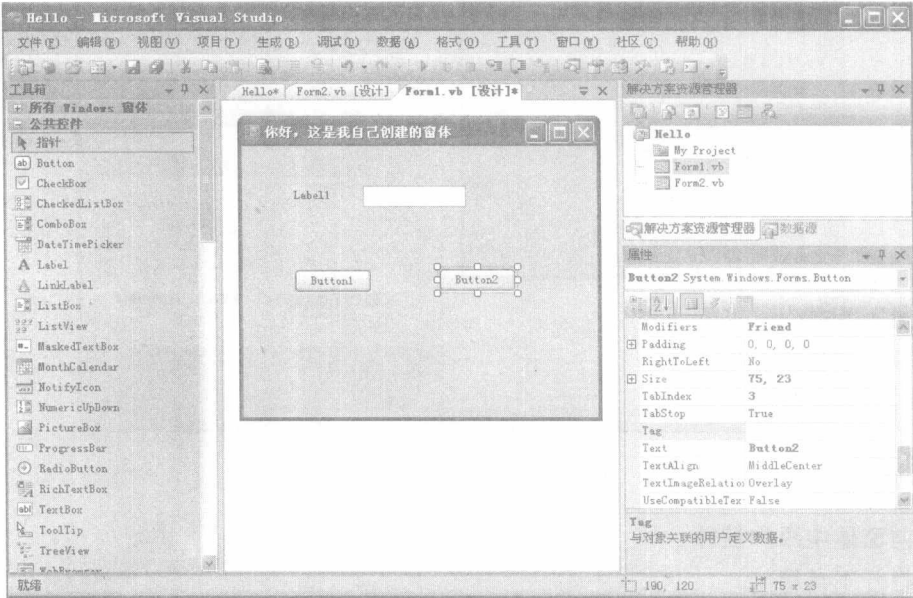 Hello - Microsoft Visual Studio
文件(F) 编辑(E) 视图(V) 项目(P) 生成(B) 调试(D) 数据(A) 格式(O) 工具(T) 窗口(W) 社区(C) 帮助(H)
工具箱
所有 Windows 窗体
公共控件
指针
Button
CheckBox
CheckedListBox
ComboBox
DateTimePicker
Label
LinkLabel
ListBox
ListView
MaskedTextBox
MonthCalendar
NotifyIcon
NumericUpDown
PictureBox
ProgressBar
RadioButton
RichTextBox
TextBox
ToolTip
TreeView
WebBrowser
Hello* Form2.vb [设计] Form1.vb [设计]*
你好，这是我自己创建的窗体
Label1
Button1
Button2
解决方案资源管理器
Hello
My Project
Form1.vb
Form2.vb
解决方案资源管理器 数据源
属性
Button2 System.Windows.Forms.Button
Modifiers Friend
Padding 0, 0, 0, 0
RightToLeft No
Size 75, 23
TabIndex 3
TabStop True
Tag
Text Button2
TextAlign MiddleCenter
TextImageRelatio Overlay
UseCompatibleTex False
Tag
与对象关联的用户定义数据。
就绪
190, 120 75 x 23